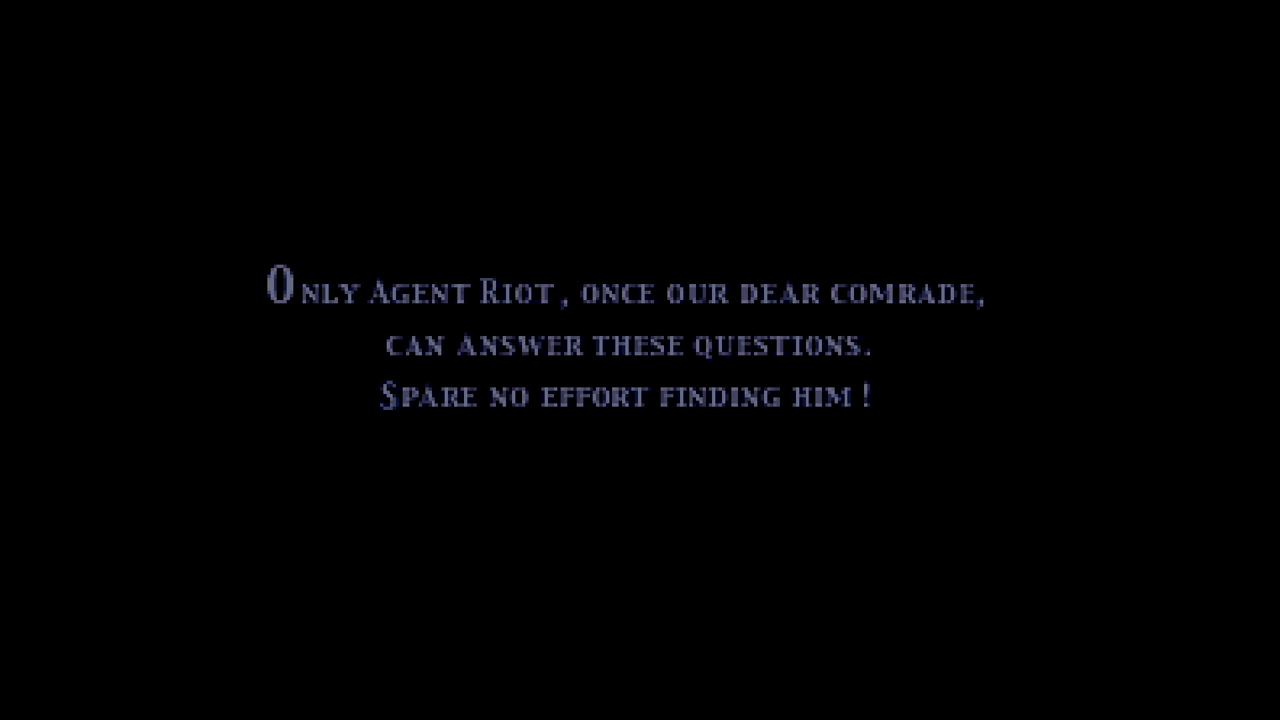 Only Agent Riot, once our dear comrade,
can answer these questions.
Spare no effort finding him !